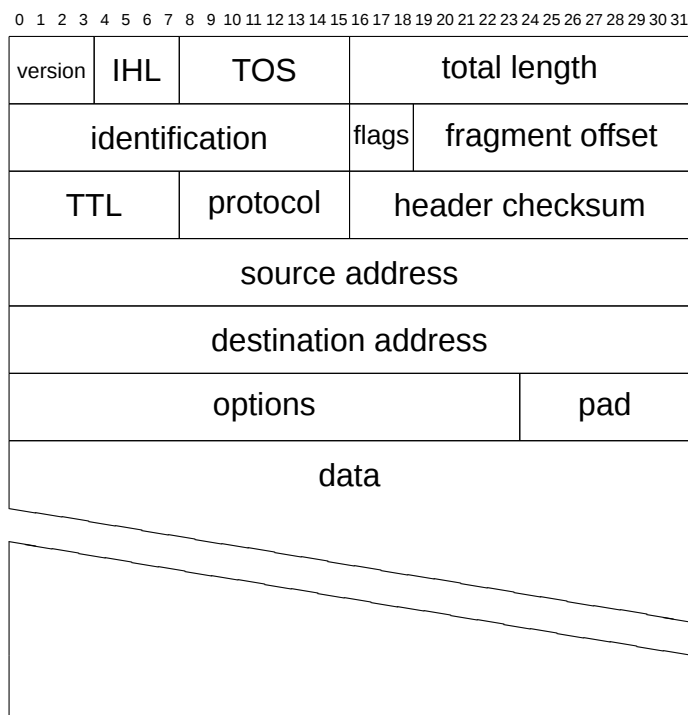 0 1 2 3 4 5 6 7 8 9 10 11 12 13 14 15 16 17 18 19 20 21 22 23 24 25 26 27 28 29 30 31
version IHL TOS total length
identification flags fragment offset
TTL protocol header checksum
source address
destination address
options pad
data